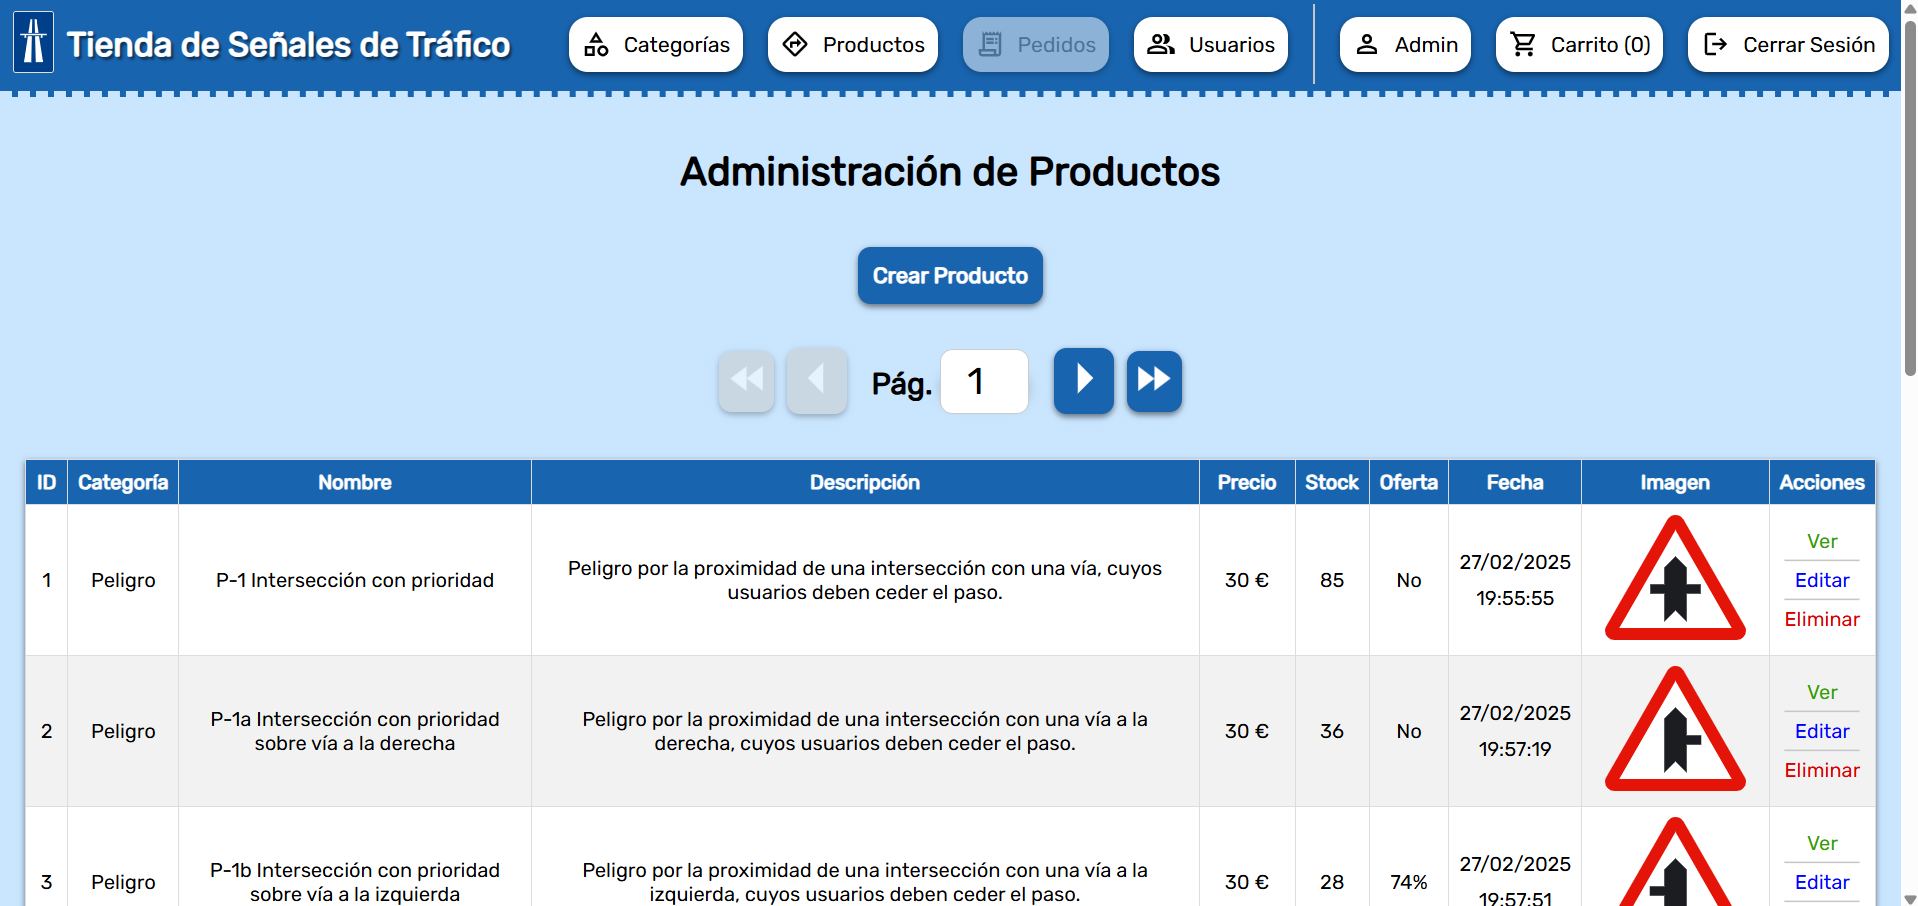 Tienda de Señales de Tráfico
Categorías
Productos
Pedidos
Usuarios
Admin
Carrito (0)
Cerrar Sesión
Administración de Productos
Crear Producto
Pág. 1
ID Categoría Nombre Descripción Precio Stock Oferta Fecha Imagen Acciones
1
Peligro
P-1 Intersección con prioridad
Peligro por la proximidad de una intersección con una vía, cuyos
usuarios deben ceder el paso.
30 €
85
No
27/02/2025
19:55:55
Ver
Editar
Eliminar
2
Peligro
P-1a Intersección con prioridad
sobre vía a la derecha
Peligro por la proximidad de una intersección con una vía a la
derecha, cuyos usuarios deben ceder el paso.
30 €
36
No
27/02/2025
19:57:19
Ver
Editar
Eliminar
3
Peligro
P-1b Intersección con prioridad
sobre vía a la izquierda
Peligro por la proximidad de una intersección con una vía a la
izquierda, cuyos usuarios deben ceder el paso.
30 €
28
74%
27/02/2025
19:57:51
Ver
Editar